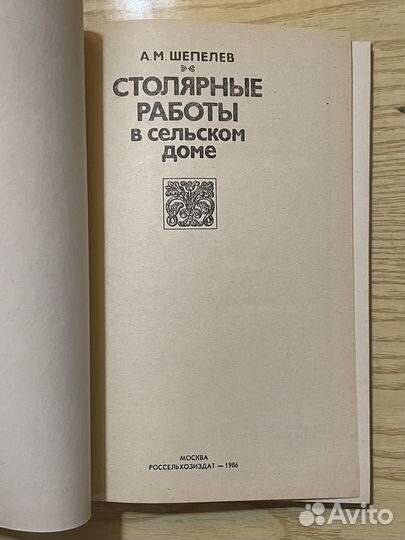 А.М. ШЕПЕЛЕВ
СТОЛЯРНЫЕ
РАБОТЫ
В СЕЛЬСКОМ
ДОМЕ
МОСКВА
РОССЕЛЬХОЗИЗДАТ — 1986
Avito